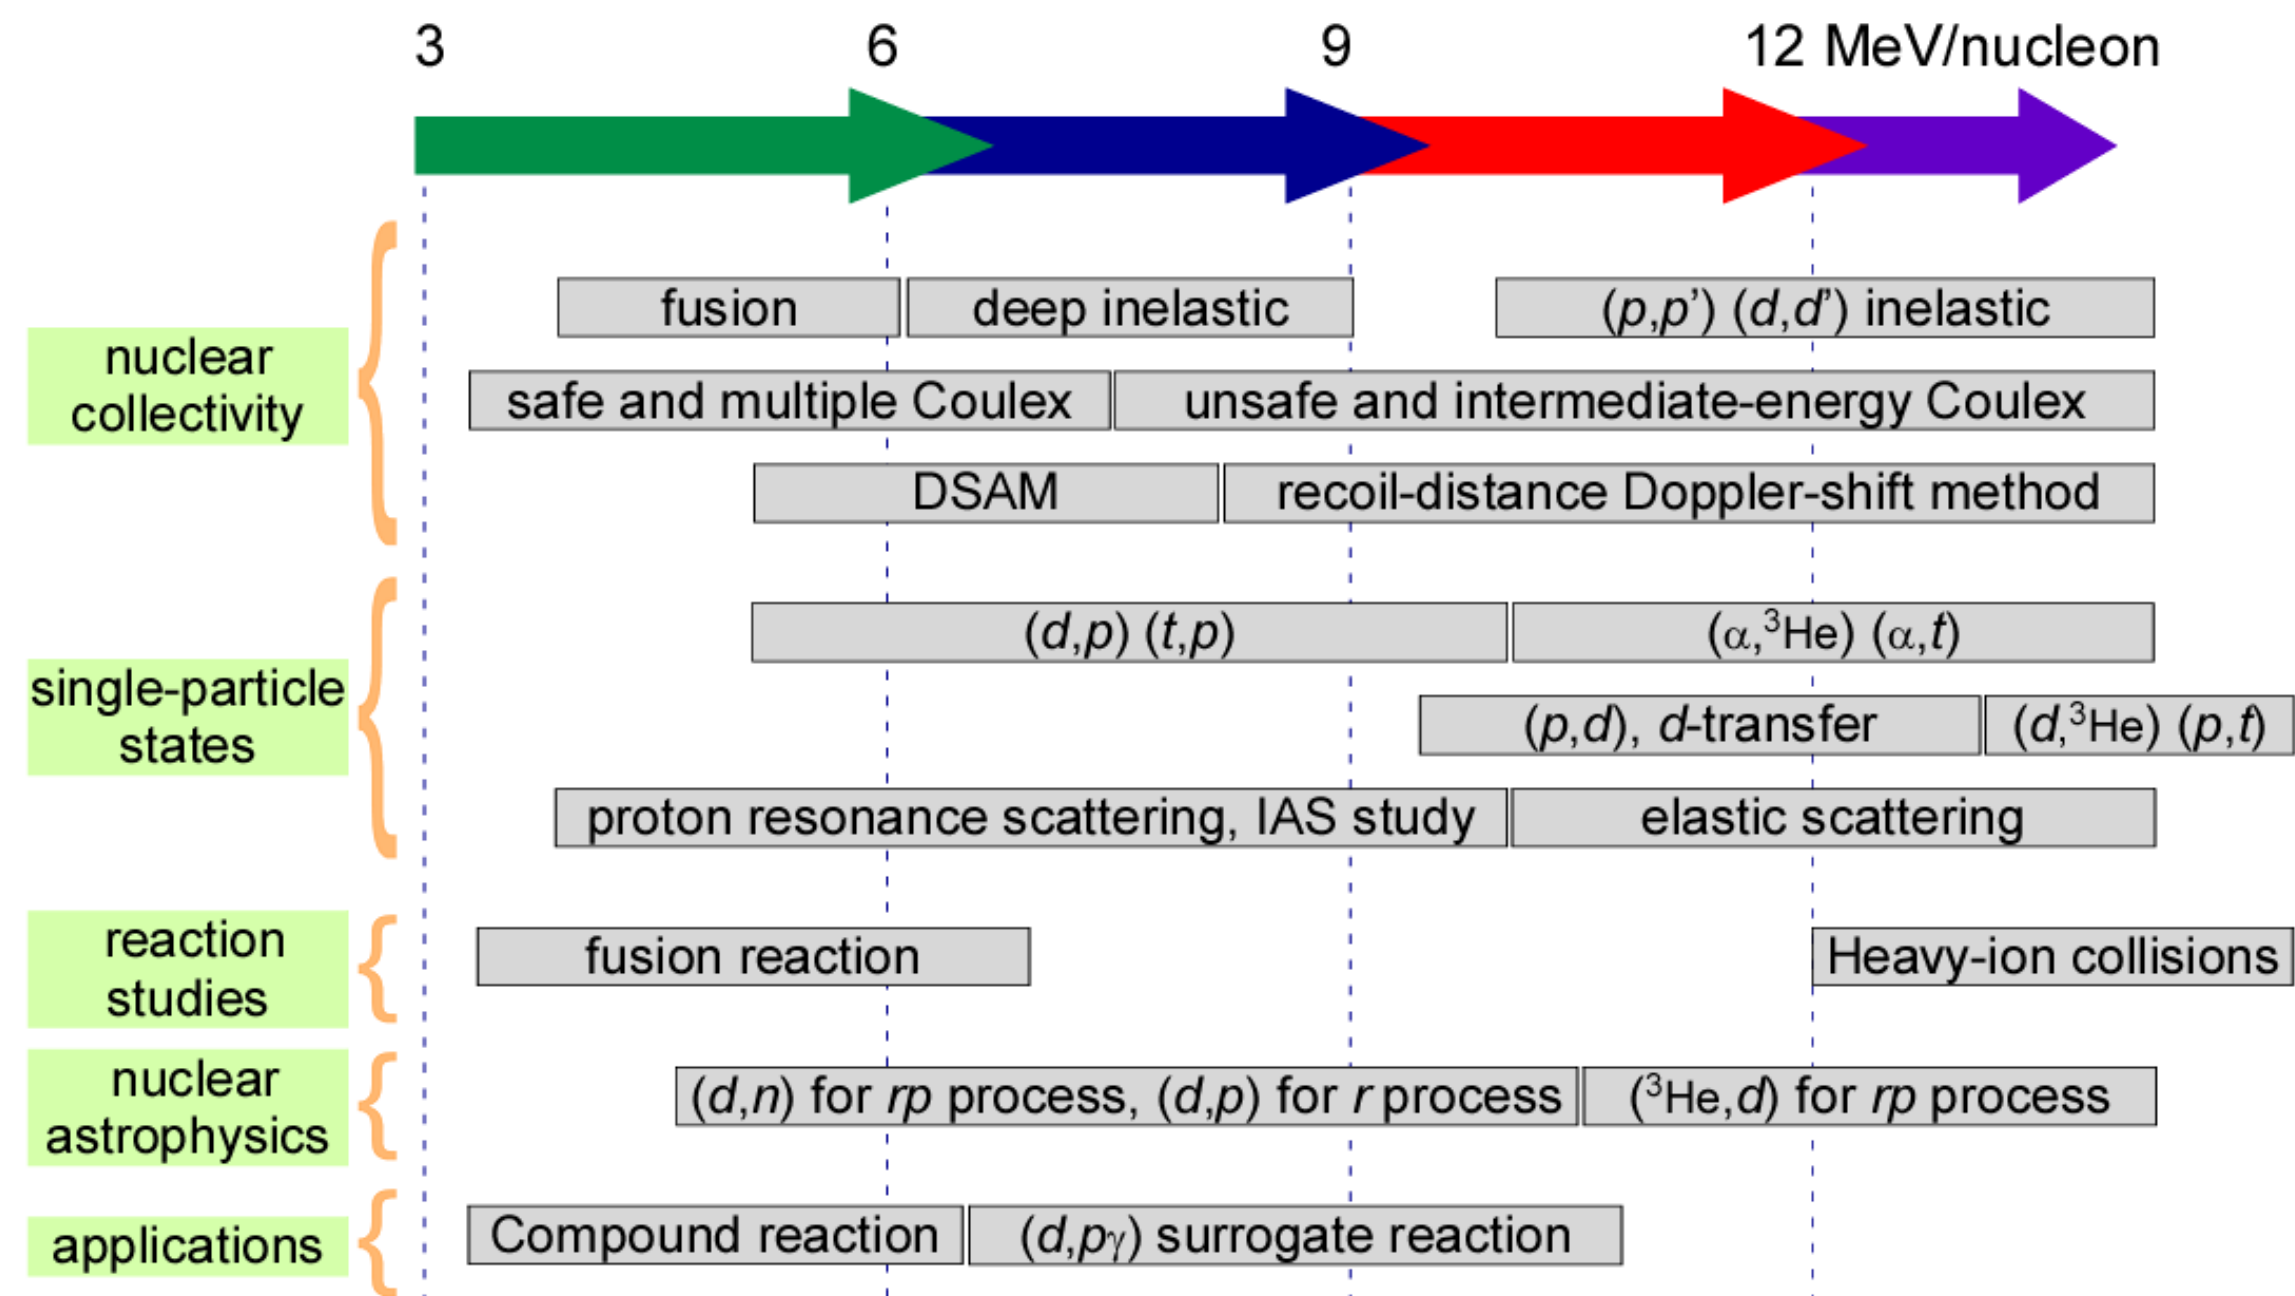 3 6 9 12 MeV/nucleon
fusion deep inelastic (p,p’) (d,d’) inelastic
nuclear
collectivity
safe and multiple Coulex unsafe and intermediate-energy Coulex
DSAM recoil-distance Doppler-shift method
(d,p) (t,p) (α,³He) (α,t)
single-particle
states
(p,d), d-transfer (d,³He) (p,t)
proton resonance scattering, IAS study elastic scattering
reaction
studies
fusion reaction Heavy-ion collisions
nuclear
astrophysics
(d,n) for rp process, (d,p) for r process (³He,d) for rp process
applications
Compound reaction (d,pγ) surrogate reaction